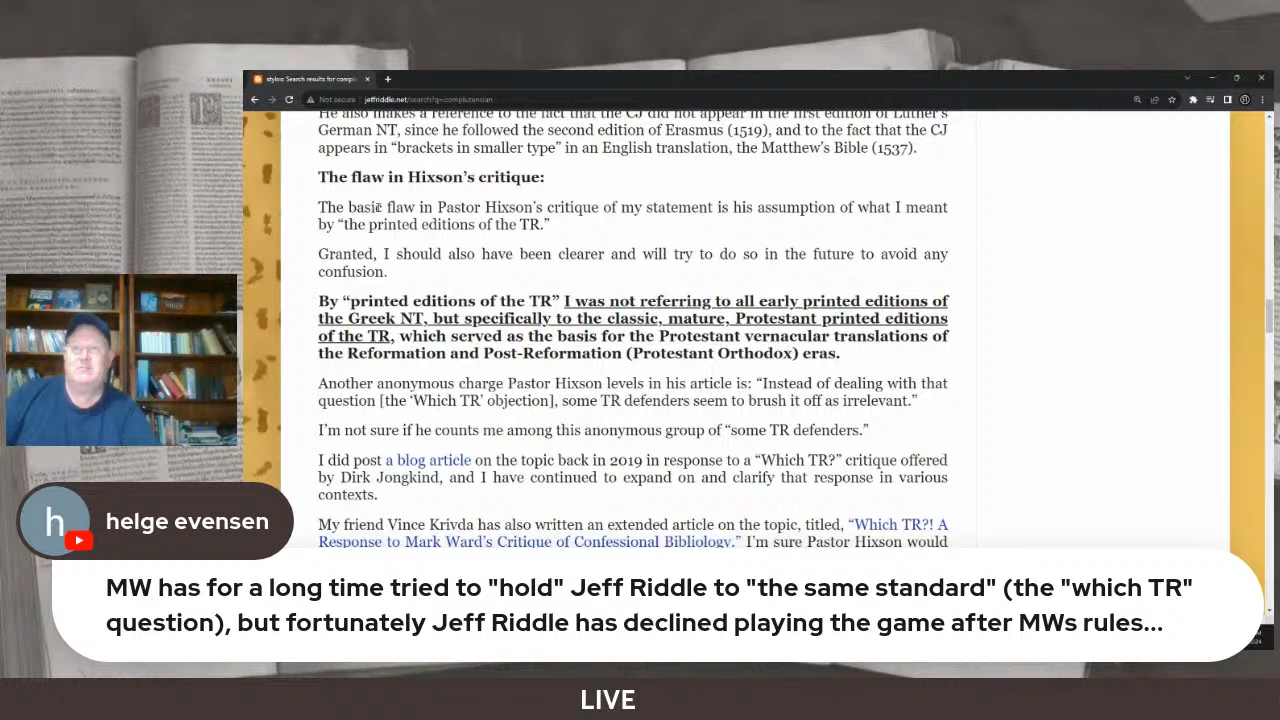 stylos: Search results for compl
Not secure | jeffriddle.net/search?q=complutensian
He also makes a reference to the fact that the CJ did not appear in the first edition of Luther's
German NT, since he followed the second edition of Erasmus (1519), and to the fact that the CJ
appears in “brackets in smaller type” in an English translation, the Matthew's Bible (1537).
The flaw in Hixson's critique:
The basic flaw in Pastor Hixson's critique of my statement is his assumption of what I meant
by “the printed editions of the TR.”
Granted, I should also have been clearer and will try to do so in the future to avoid any
confusion.
By “printed editions of the TR” I was not referring to all early printed editions of
the Greek NT, but specifically to the classic, mature, Protestant printed editions
of the TR, which served as the basis for the Protestant vernacular translations of
the Reformation and Post-Reformation (Protestant Orthodox) eras.
Another anonymous charge Pastor Hixson levels in his article is: “Instead of dealing with that
question [the ‘Which TR’ objection], some TR defenders seem to brush it off as irrelevant.”
I'm not sure if he counts me among this anonymous group of “some TR defenders.”
I did post a blog article on the topic back in 2019 in response to a “Which TR?” critique offered
by Dirk Jongkind, and I have continued to expand on and clarify that response in various
contexts.
My friend Vince Krivda has also written an extended article on the topic, titled, “Which TR?! A
Response to Mark Ward's Critique of Confessional Bibliology.” I'm sure Pastor Hixson would
h
helge evensen
MW has for a long time tried to "hold" Jeff Riddle to "the same standard" (the "which TR"
question), but fortunately Jeff Riddle has declined playing the game after MWs rules...
LIVE